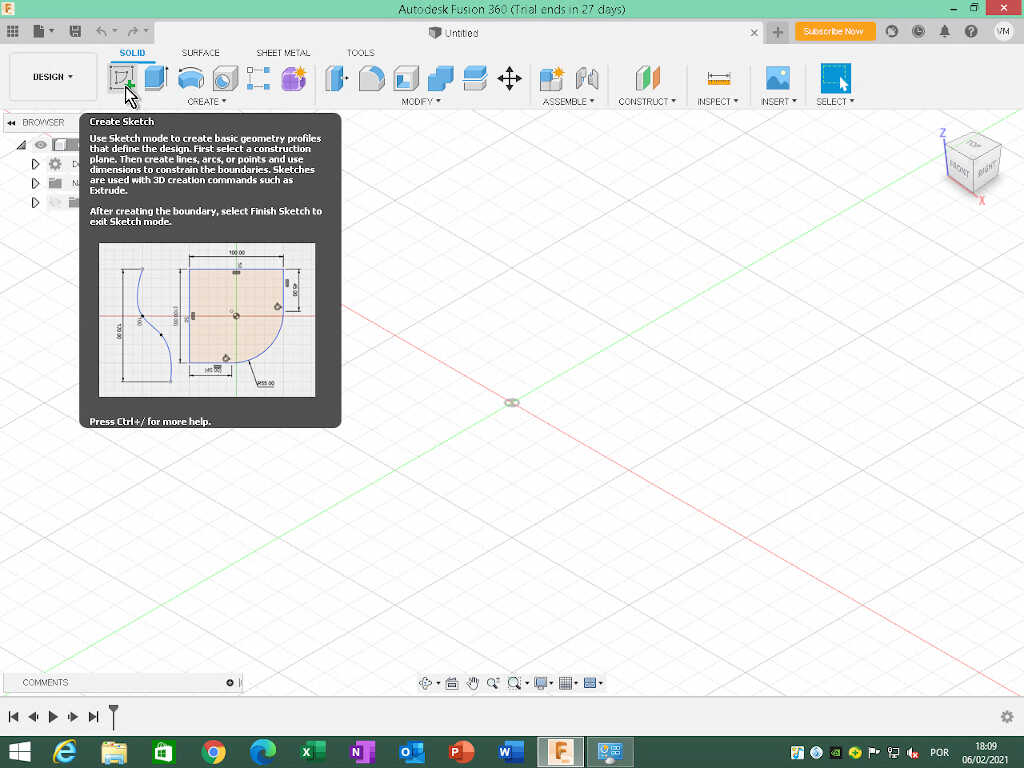 Autodesk Fusion 360 (Trial ends in 27 days)
Untitled
Subscribe Now
VM
DESIGN
SOLID
SURFACE
SHEET METAL
TOOLS
CREATE
MODIFY
ASSEMBLE
CONSTRUCT
INSPECT
INSERT
SELECT
BROWSER
Create Sketch
Use Sketch mode to create basic geometry profiles
that define the design. First select a construction
plane. Then create lines, arcs, or points and use
dimensions to constrain the boundaries. Sketches
are used with 3D creation commands such as
Extrude.
After creating the boundary, select Finish Sketch to
exit Sketch mode.
100.00
120.00
(100.00)
45.00
(45.00)
R55.00
Press Ctrl+/ for more help.
Z
TOP
FRONT
RIGHT
X
COMMENTS
POR
18:09
06/02/2021